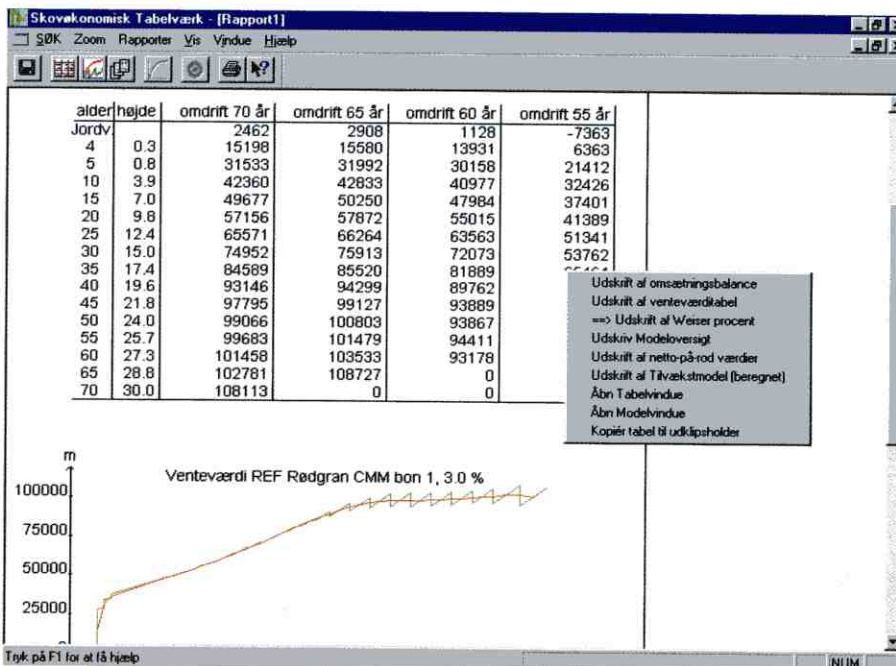 Skovøkonomisk Tabelværk - [Rapport1]
SØK Zoom Rapporter Vis Vindue Hjælp
alder højde omdrift 70 år omdrift 65 år omdrift 60 år omdrift 55 år
Jordv. 2462 2908 1128 -7363
4 0.3 15198 15580 13931 6363
5 0.8 31533 31992 30158 21412
10 3.9 42360 42833 40977 32426
15 7.0 49677 50250 47984 37401
20 9.8 57156 57872 55015 41389
25 12.4 65571 66264 63563 51341
30 15.0 74952 75913 72073 53762
35 17.4 84589 85520 81889
40 19.6 93146 94299 89762
45 21.8 97795 99127 93889
50 24.0 99066 100803 93867
55 25.7 99683 101479 94411
60 27.3 101458 103533 93178
65 28.8 102781 108727 0
70 30.0 108113 0 0
Udskrift af omsætningsbalance
Udskrift af venteværditabel
==> Udskrift af Weiser procent
Udskriv Modeloversigt
Udskrift af netto-på-rod værdier
Udskrift af Tilvækstmodel (beregnet)
Åbn Tabelvindue
Åbn Modelvindue
Kopiér tabel til udklipsholder
m
Venteværdi REF Rødgran CMM bon 1, 3.0 %
100000
75000
50000
25000
Tryk på F1 for at få hjælp
NUM